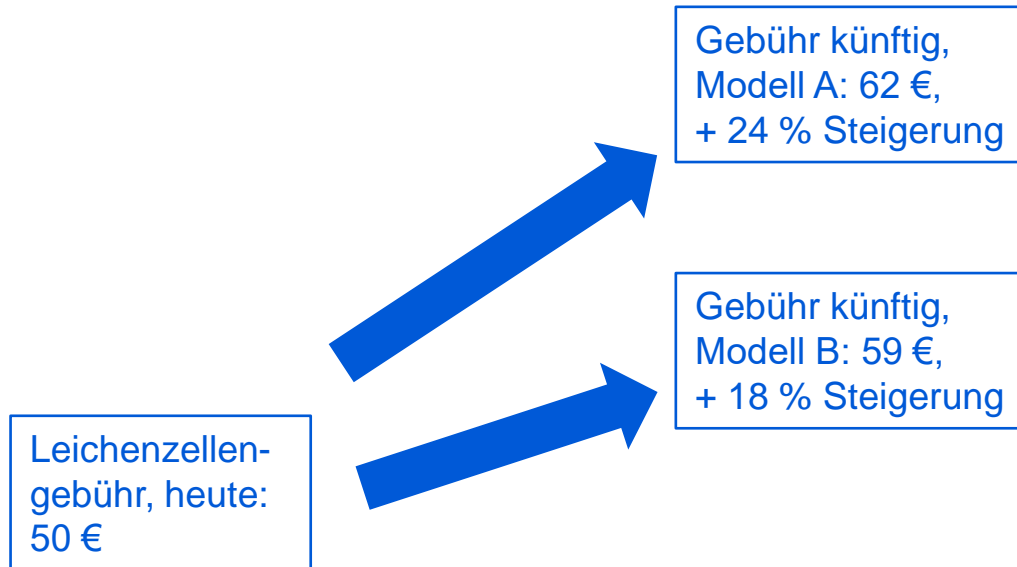 Gebühr künftig,
Modell A: 62 €,
+ 24 % Steigerung
Gebühr künftig,
Modell B: 59 €,
+ 18 % Steigerung
Leichenzellen-
gebühr, heute:
50 €